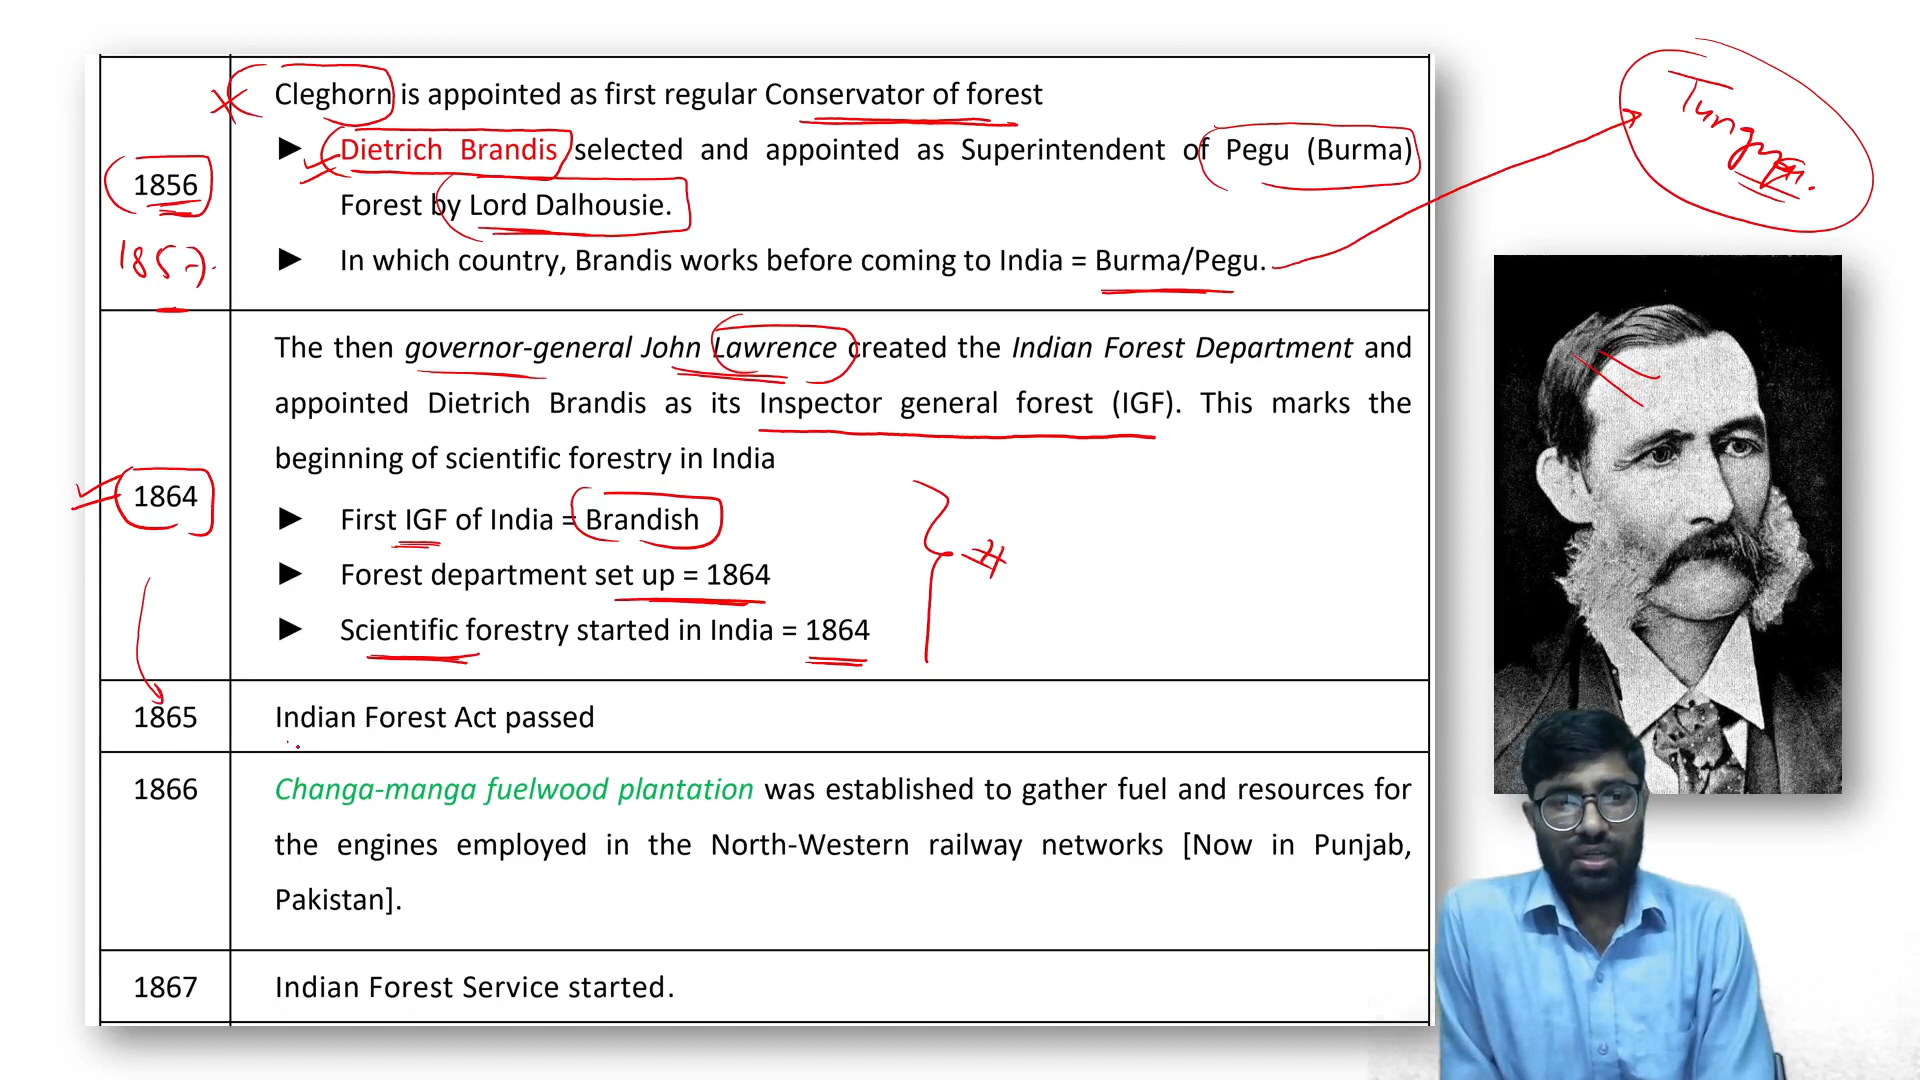 Cleghorn is appointed as first regular Conservator of forest
► Dietrich Brandis selected and appointed as Superintendent of Pegu (Burma)
1856
Forest by Lord Dalhousie.
1857.
► In which country, Brandis works before coming to India = Burma/Pegu.
The then governor-general John Lawrence created the Indian Forest Department and
appointed Dietrich Brandis as its Inspector general forest (IGF). This marks the
beginning of scientific forestry in India
1864
► First IGF of India = Brandish
► Forest department set up = 1864
► Scientific forestry started in India = 1864
1865 Indian Forest Act passed
1866 Changa-manga fuelwood plantation was established to gather fuel and resources for
the engines employed in the North-Western railway networks [Now in Punjab,
Pakistan].
1867 Indian Forest Service started.